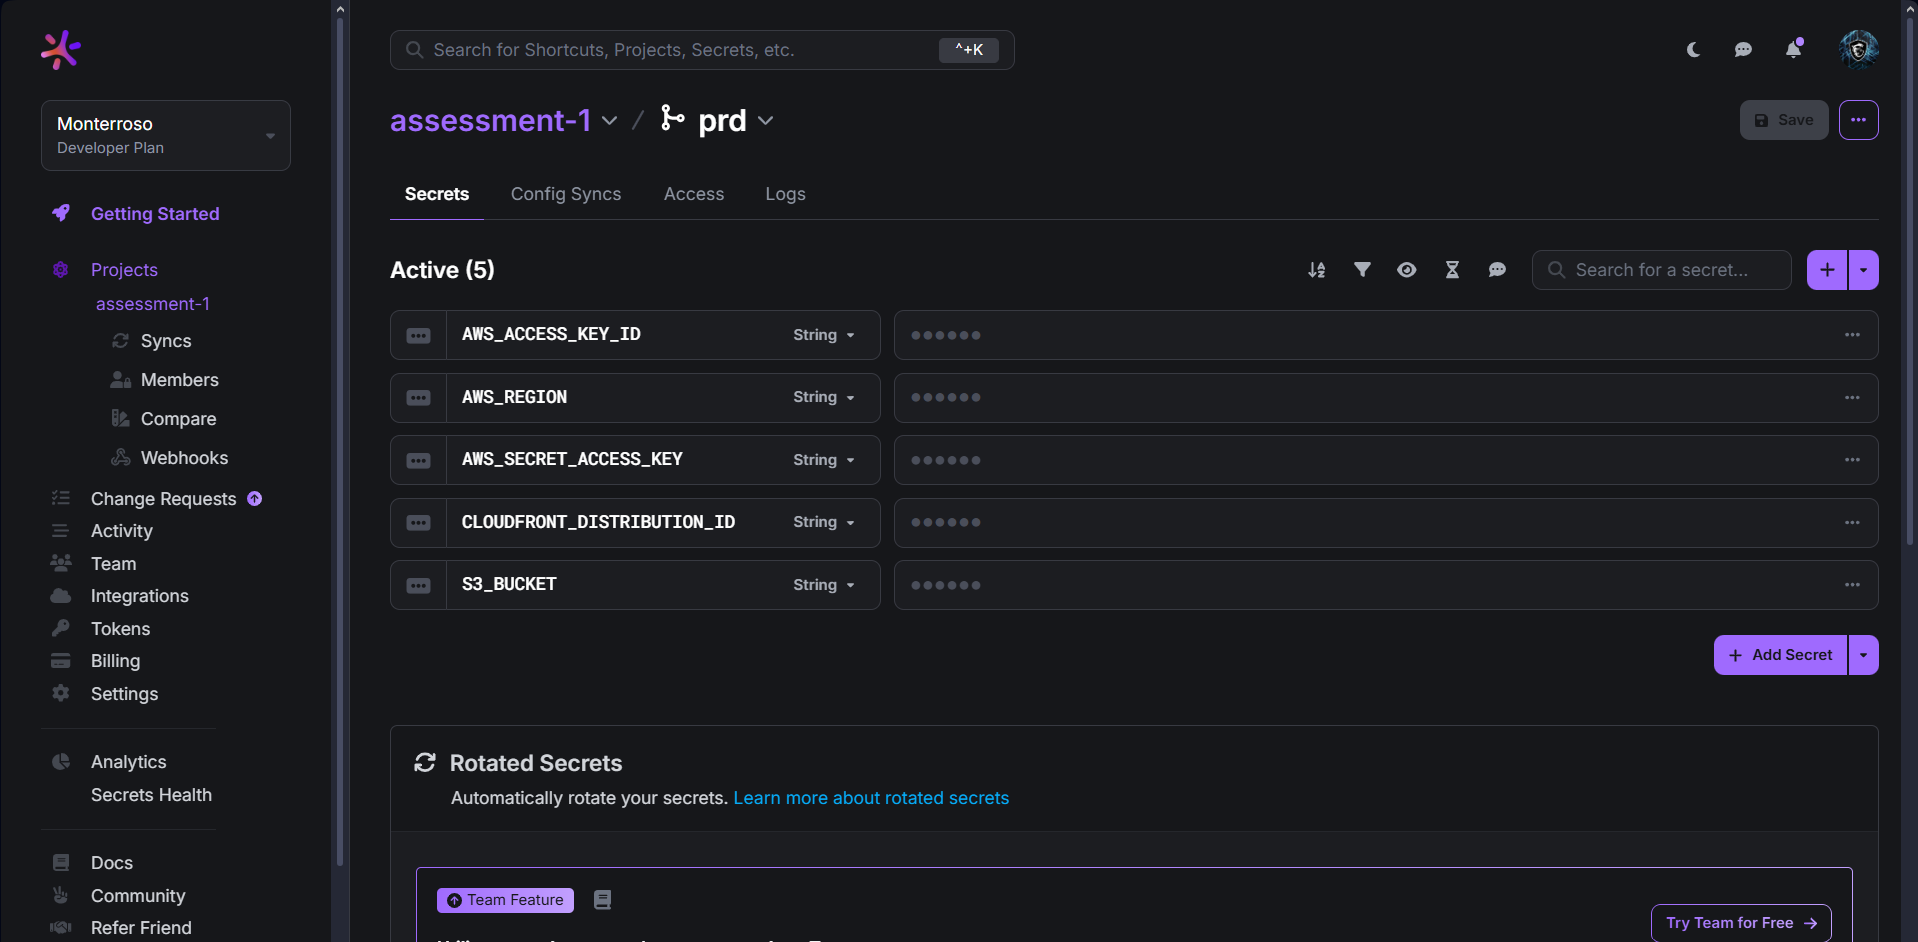 Search for Shortcuts, Projects, Secrets, etc.
^+K
Monterroso
Developer Plan
Getting Started
Projects
assessment-1
Syncs
Members
Compare
Webhooks
Change Requests
Activity
Team
Integrations
Tokens
Billing
Settings
Analytics
Secrets Health
Docs
Community
Refer Friend
assessment-1 / prd
Save
Secrets
Config Syncs
Access
Logs
Active (5)
Search for a secret...
AWS_ACCESS_KEY_ID String
AWS_REGION String
AWS_SECRET_ACCESS_KEY String
CLOUDFRONT_DISTRIBUTION_ID String
S3_BUCKET String
Add Secret
Rotated Secrets
Automatically rotate your secrets. Learn more about rotated secrets
Team Feature
Try Team for Free